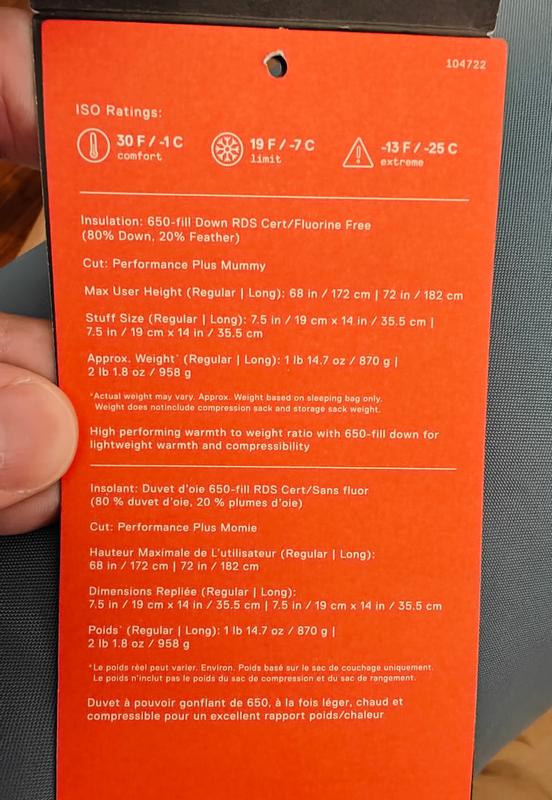 104722
ISO Ratings:
30 F / -1 C
comfort
19 F / -7 C
limit
-13 F / -25 C
extreme
Insulation: 650-fill Down RDS Cert/Fluorine Free
(80% Down, 20% Feather)
Cut: Performance Plus Mummy
Max User Height (Regular | Long): 68 in / 172 cm | 72 in / 182 cm
Stuff Size (Regular | Long): 7.5 in / 19 cm x 14 in / 35.5 cm |
7.5 in / 19 cm x 14 in / 35.5 cm
Approx. Weight* (Regular | Long): 1 lb 14.7 oz / 870 g |
2 lb 1.8 oz / 958 g
*Actual weight may vary. Approx. Weight based on sleeping bag only.
Weight does notinclude compression sack and storage sack weight.
High performing warmth to weight ratio with 650-fill down for
lightweight warmth and compressibility
Insolant: Duvet d'oie 650-fill RDS Cert/Sans fluor
(80 % duvet d'oie, 20 % plumes d'oie)
Cut: Performance Plus Momie
Hauteur Maximale de L'utilisateur (Regular | Long):
68 in / 172 cm | 72 in / 182 cm
Dimensions Repliée (Regular | Long):
7.5 in / 19 cm x 14 in / 35.5 cm | 7.5 in / 19 cm x 14 in / 35.5 cm
Poids* (Regular | Long): 1 lb 14.7 oz / 870 g |
2 lb 1.8 oz / 958 g
*Le poids réel peut varier. Environ. Poids basé sur le sac de couchage uniquement.
Le poids n'inclut pas le poids du sac de compression et du sac de rangement.
Duvet à pouvoir gonflant de 650, à la fois léger, chaud et
compressible pour un excellent rapport poids/chaleur